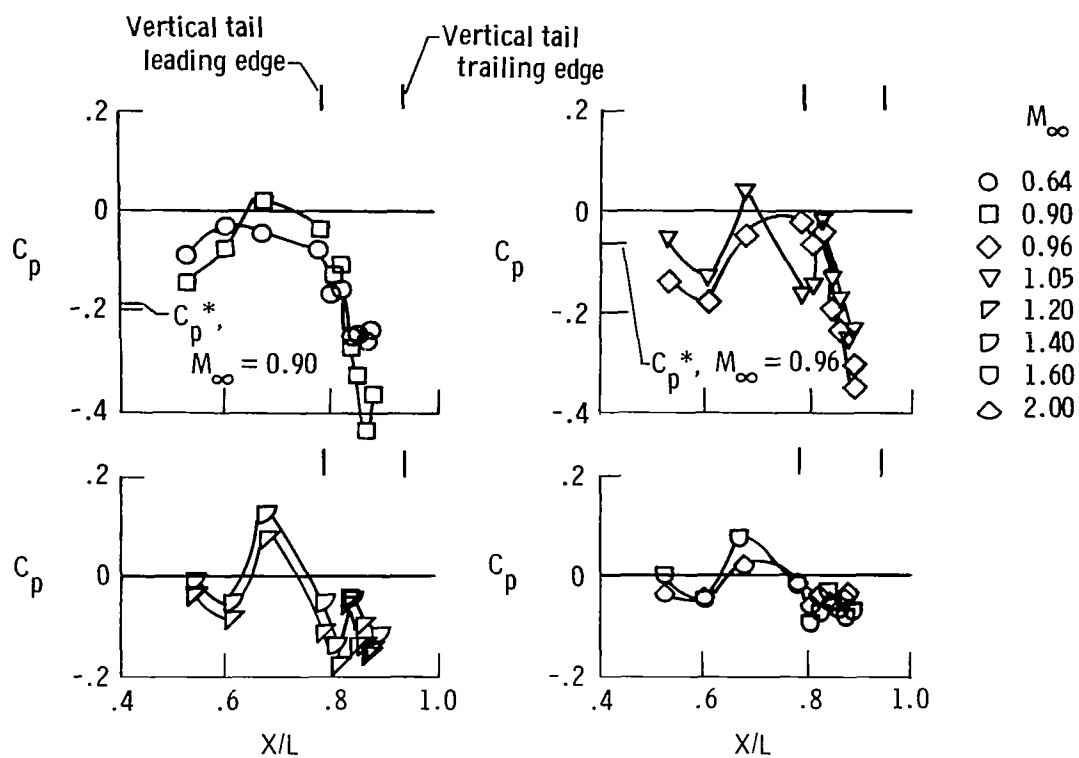 Vertical tail
leading edge
Vertical tail
trailing edge
.2
0
-.2
-.4
Cp
Cp*,
M∞ = 0.90
.2
0
-.2
-.4
Cp
Cp*, M∞ = 0.96
M∞
0.64
0.90
0.96
1.05
1.20
1.40
1.60
2.00
.2
0
-.2
Cp
.4
.6
.8
1.0
X/L
.2
0
-.2
Cp
.4
.6
.8
1.0
X/L